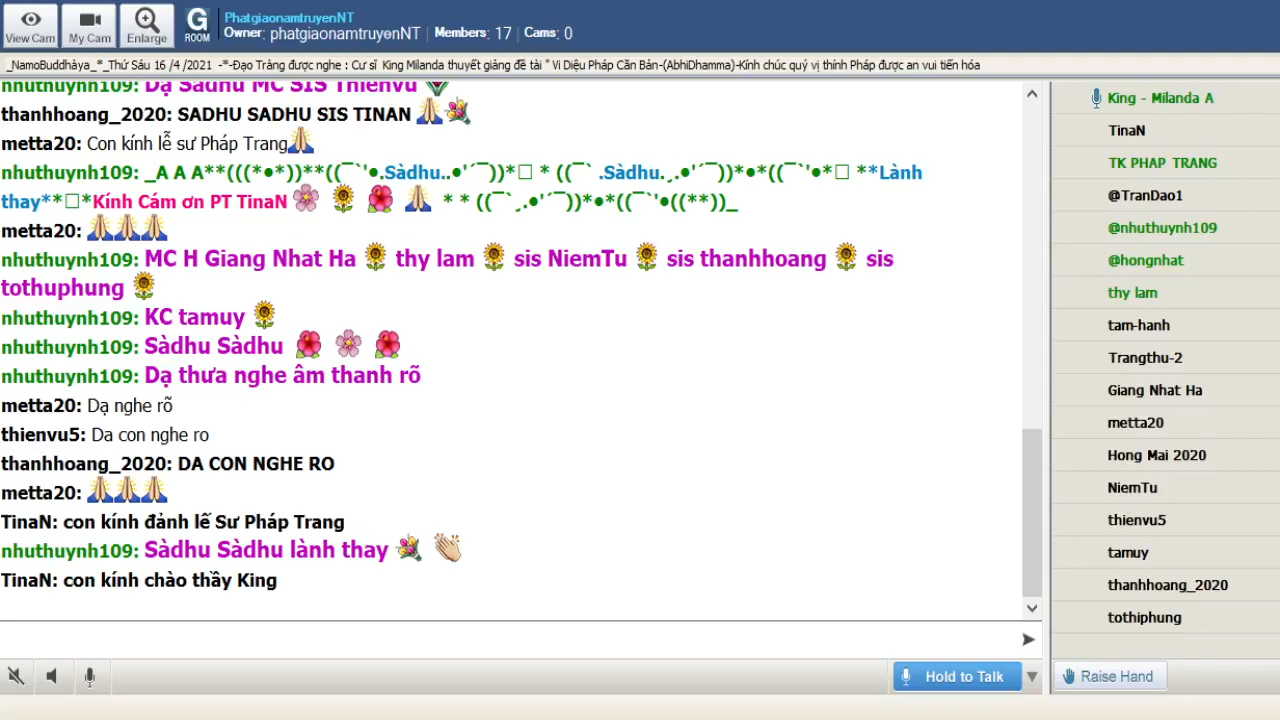 View Cam
My Cam
Enlarge
G
ROOM
PhatgiaonamtruyenNT
Owner: phatgiaonamtruyenNT | Members: 17 | Cams: 0
_NamoBuddhàya_*_Thứ Sáu 16 /4 /2021 -*-Đạo Tràng được nghe : Cư sĩ King Milanda thuyết giảng đề tài " Vi Diệu Pháp Căn Bản-(AbhiDhamma)-Kính chúc quý vị thính Pháp được an vui tiến hóa
nhuthuynh109: Dạ Sadhu MC SIS Thienvu
thanhhoang_2020: SADHU SADHU SIS TINAN 🙏💐
metta20: Con kính lễ sư Pháp Trang🙏
nhuthuynh109: _A A A**(((*•*))**((¯`'•.Sàdhu..•'´¯))*□ * ((¯` .Sàdhu.¸.•'´¯))*•*((¯`'•*□ **Lành
thay**□*Kính Cám ơn PT TinaN 🌸 🌻 🌺 🙏 * * ((¯`¸.•'´¯))*•*((¯`'•((**))_
metta20: 🙏🙏🙏
nhuthuynh109: MC H Giang Nhat Ha 🌻 thy lam 🌻 sis NiemTu 🌻 sis thanhhoang 🌻 sis
tothuphung 🌻
nhuthuynh109: KC tamuy 🌻
nhuthuynh109: Sàdhu Sàdhu 🌺 🌸 🌺
nhuthuynh109: Dạ thưa nghe âm thanh rõ
metta20: Dạ nghe rõ
thienvu5: Da con nghe ro
thanhhoang_2020: DA CON NGHE RO
metta20: 🙏🙏🙏
TinaN: con kính đảnh lế Sư Pháp Trang
nhuthuynh109: Sàdhu Sàdhu lành thay 💐 👏
TinaN: con kính chào thầy King
Hold to Talk
King - Milanda A
TinaN
TK PHAP TRANG
@TranDao1
@nhuthuynh109
@hongnhat
thy lam
tam-hanh
Trangthu-2
Giang Nhat Ha
metta20
Hong Mai 2020
NiemTu
thienvu5
tamuy
thanhhoang_2020
tothiphung
Raise Hand